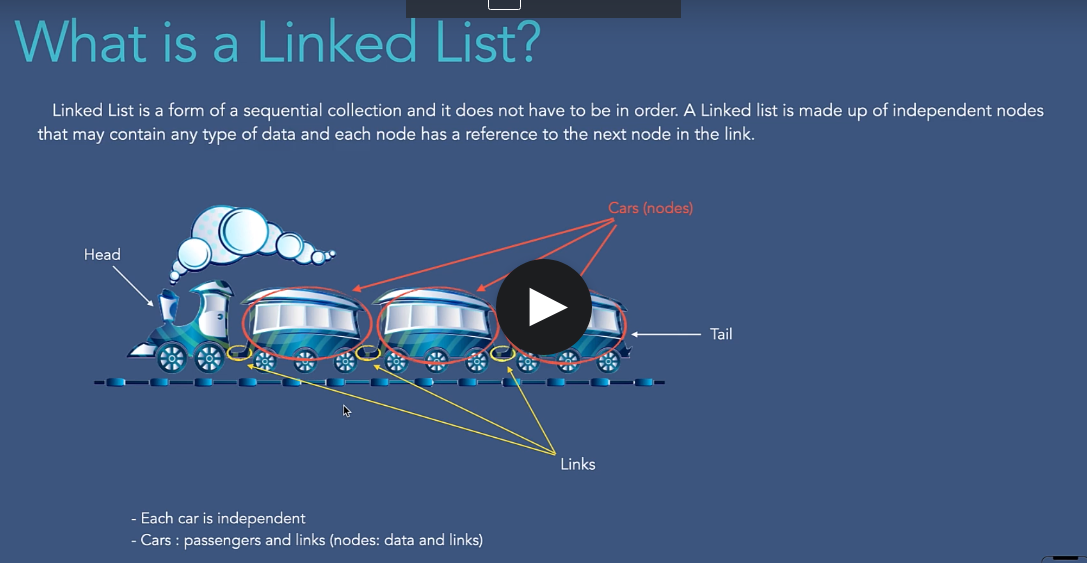 What is a Linked List?
Linked List is a form of a sequential collection and it does not have to be in order. A Linked list is made up of independent nodes
that may contain any type of data and each node has a reference to the next node in the link.
Cars (nodes)
Head
Tail
Links
- Each car is independent
- Cars : passengers and links (nodes: data and links)